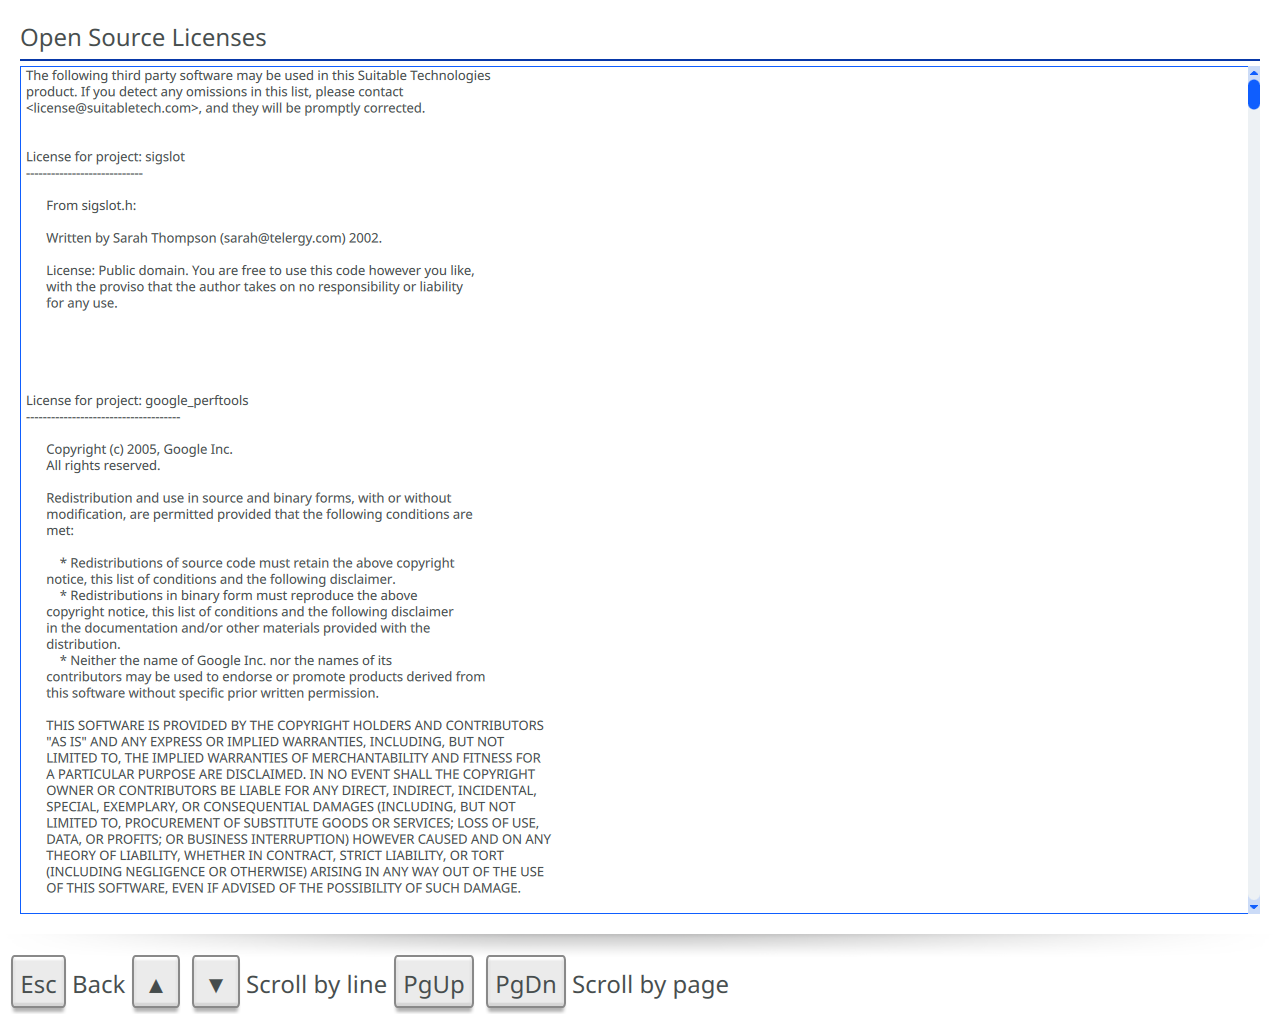 Open Source Licenses
The following third party software may be used in this Suitable Technologies
product. If you detect any omissions in this list, please contact
<license@suitabletech.com>, and they will be promptly corrected.
License for project: sigslot
----------------------------
From sigslot.h:
Written by Sarah Thompson (sarah@telergy.com) 2002.
License: Public domain. You are free to use this code however you like,
with the proviso that the author takes on no responsibility or liability
for any use.
License for project: google_perftools
-------------------------------------
Copyright (c) 2005, Google Inc.
All rights reserved.
Redistribution and use in source and binary forms, with or without
modification, are permitted provided that the following conditions are
met:
* Redistributions of source code must retain the above copyright
notice, this list of conditions and the following disclaimer.
* Redistributions in binary form must reproduce the above
copyright notice, this list of conditions and the following disclaimer
in the documentation and/or other materials provided with the
distribution.
* Neither the name of Google Inc. nor the names of its
contributors may be used to endorse or promote products derived from
this software without specific prior written permission.
THIS SOFTWARE IS PROVIDED BY THE COPYRIGHT HOLDERS AND CONTRIBUTORS
"AS IS" AND ANY EXPRESS OR IMPLIED WARRANTIES, INCLUDING, BUT NOT
LIMITED TO, THE IMPLIED WARRANTIES OF MERCHANTABILITY AND FITNESS FOR
A PARTICULAR PURPOSE ARE DISCLAIMED. IN NO EVENT SHALL THE COPYRIGHT
OWNER OR CONTRIBUTORS BE LIABLE FOR ANY DIRECT, INDIRECT, INCIDENTAL,
SPECIAL, EXEMPLARY, OR CONSEQUENTIAL DAMAGES (INCLUDING, BUT NOT
LIMITED TO, PROCUREMENT OF SUBSTITUTE GOODS OR SERVICES; LOSS OF USE,
DATA, OR PROFITS; OR BUSINESS INTERRUPTION) HOWEVER CAUSED AND ON ANY
THEORY OF LIABILITY, WHETHER IN CONTRACT, STRICT LIABILITY, OR TORT
(INCLUDING NEGLIGENCE OR OTHERWISE) ARISING IN ANY WAY OUT OF THE USE
OF THIS SOFTWARE, EVEN IF ADVISED OF THE POSSIBILITY OF SUCH DAMAGE.
Esc Back ▲ ▼ Scroll by line PgUp PgDn Scroll by page